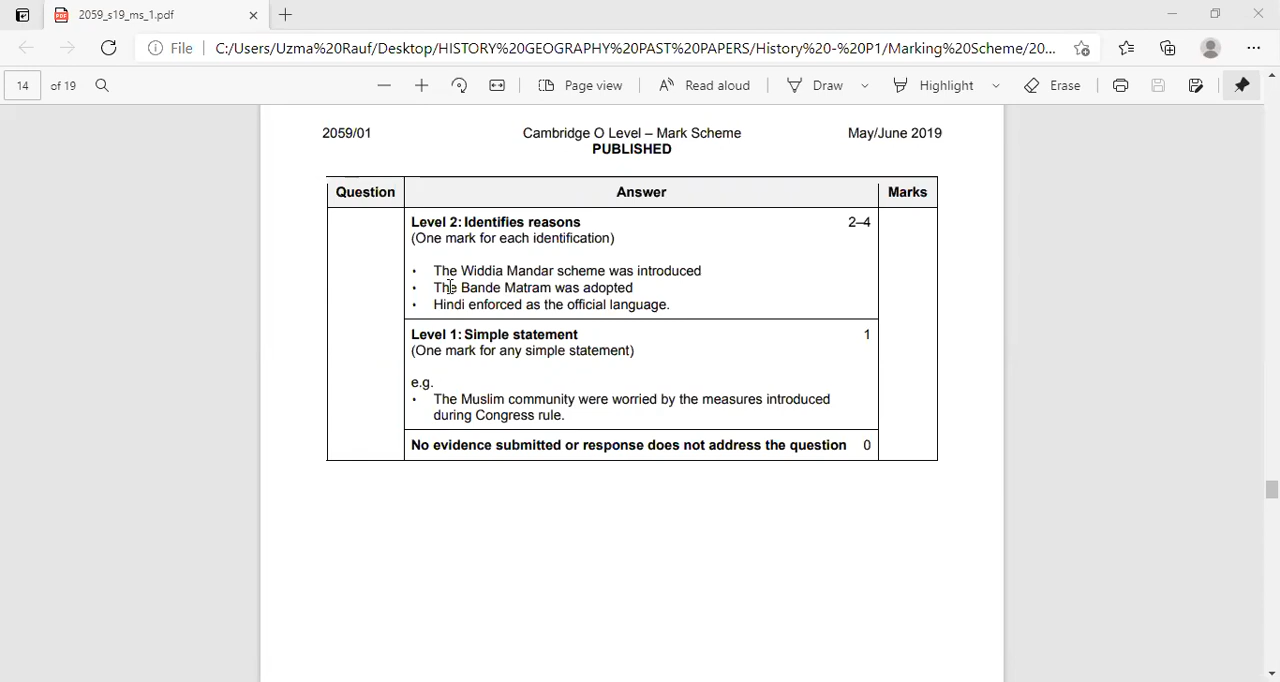 2059_s19_ms_1.pdf
File C:/Users/Uzma%20Rauf/Desktop/HISTORY%20GEOGRAPHY%20PAST%20PAPERS/History%20-%20P1/Marking%20Scheme/20...
14 of 19 Page view Read aloud Draw Highlight Erase
2059/01 Cambridge O Level – Mark Scheme May/June 2019
PUBLISHED
Question Answer Marks
Level 2: Identifies reasons 2–4
(One mark for each identification)
• The Widdia Mandar scheme was introduced
• The Bande Matram was adopted
• Hindi enforced as the official language.
Level 1: Simple statement 1
(One mark for any simple statement)
e.g.
• The Muslim community were worried by the measures introduced
during Congress rule.
No evidence submitted or response does not address the question 0